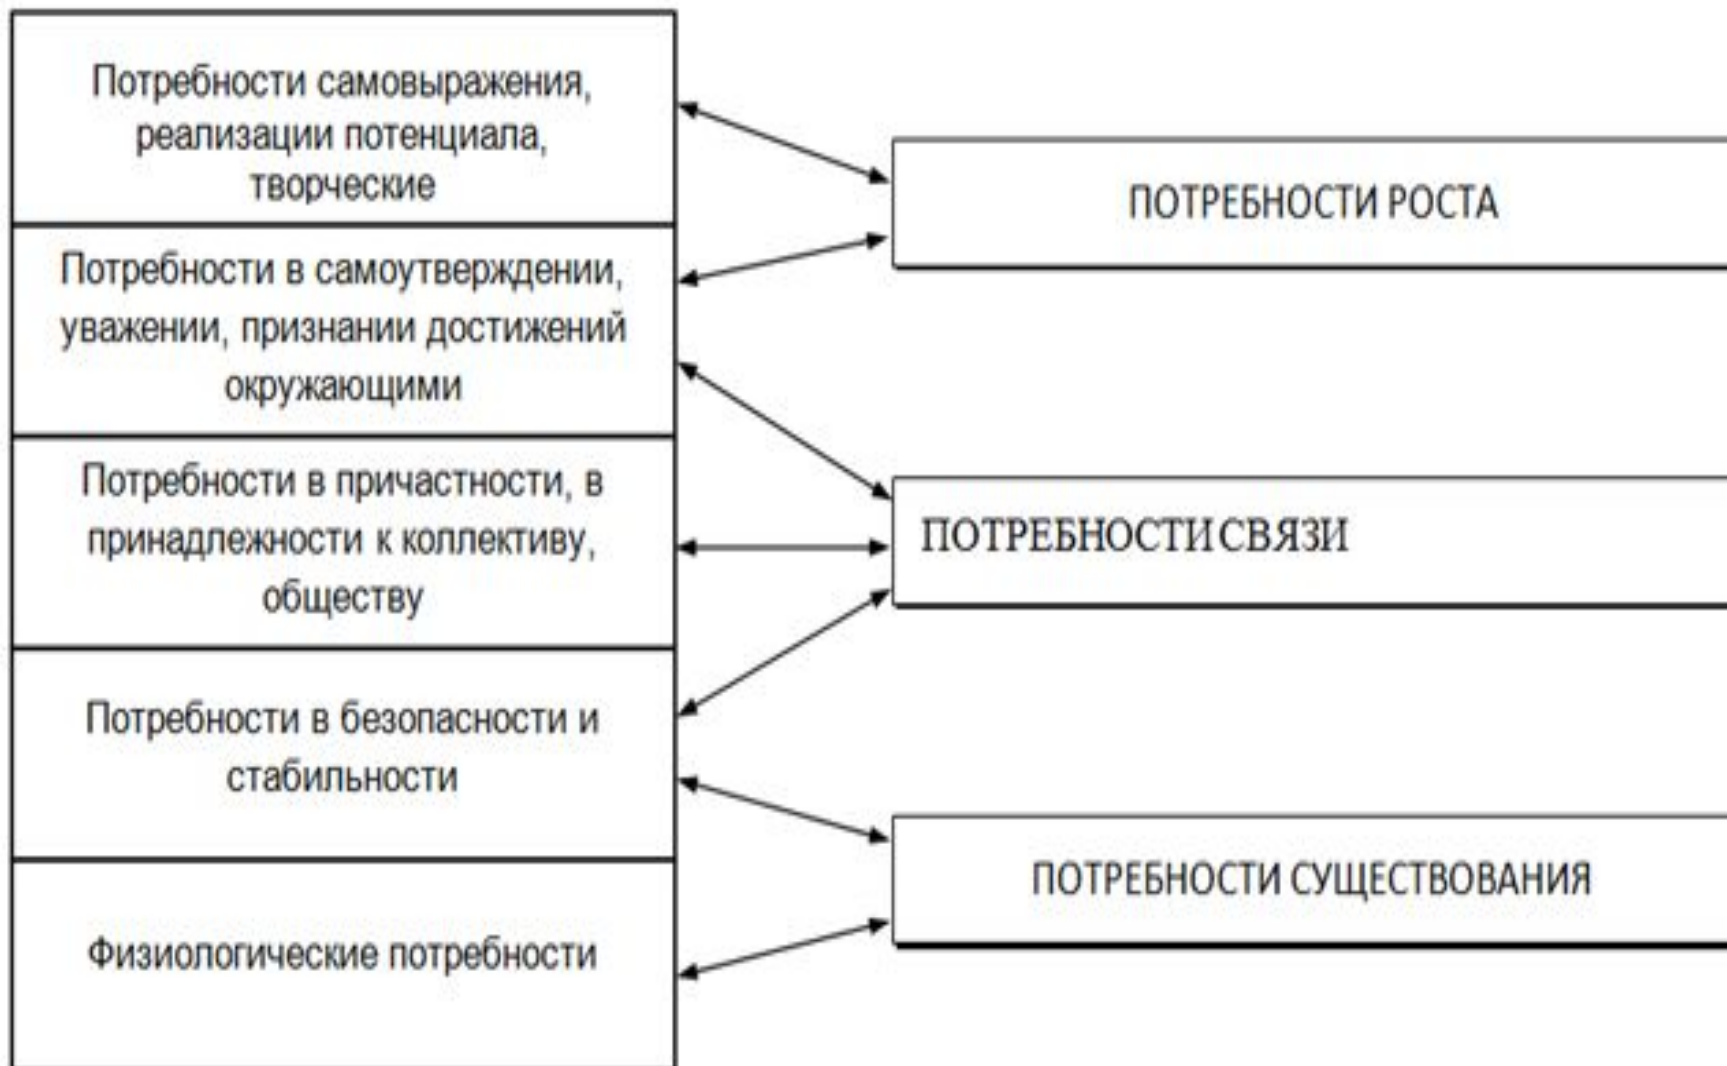 Потребности самовыражения,
реализации потенциала,
творческие
Потребности в самоутверждении,
уважении, признании достижений
окружающими
Потребности в причастности, в
принадлежности к коллективу,
обществу
Потребности в безопасности и
стабильности
Физиологические потребности
ПОТРЕБНОСТИ РОСТА
ПОТРЕБНОСТИ СВЯЗИ
ПОТРЕБНОСТИ СУЩЕСТВОВАНИЯ